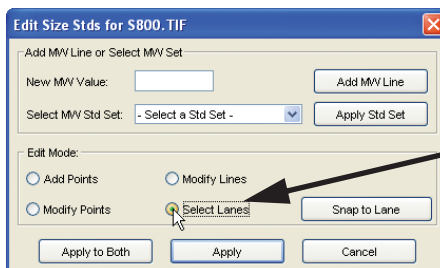 Edit Size Stds for S800.TIF
Add MW Line or Select MW Set
New MW Value:
Add MW Line
Select MW Std Set:
- Select a Std Set -
Apply Std Set
Edit Mode:
Add Points
Modify Lines
Modify Points
Select Lanes
Snap to Lane
Apply to Both
Apply
Cancel